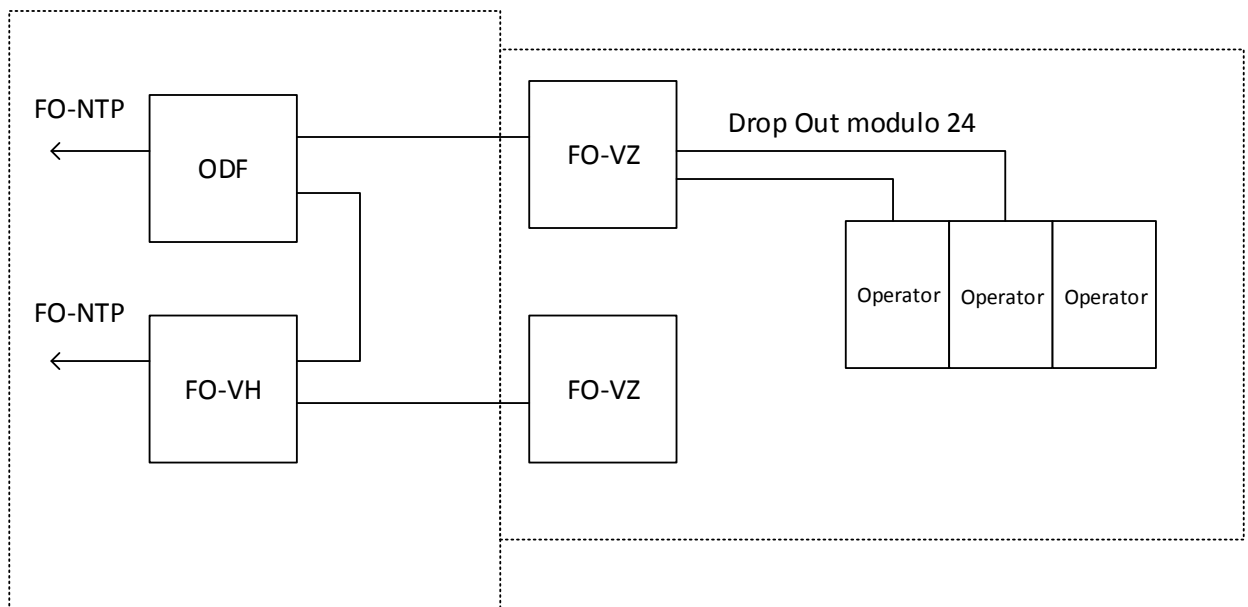 FO-NTP
ODF
FO-VZ
Drop Out modulo 24
Operator
Operator
Operator
FO-NTP
FO-VH
FO-VZ